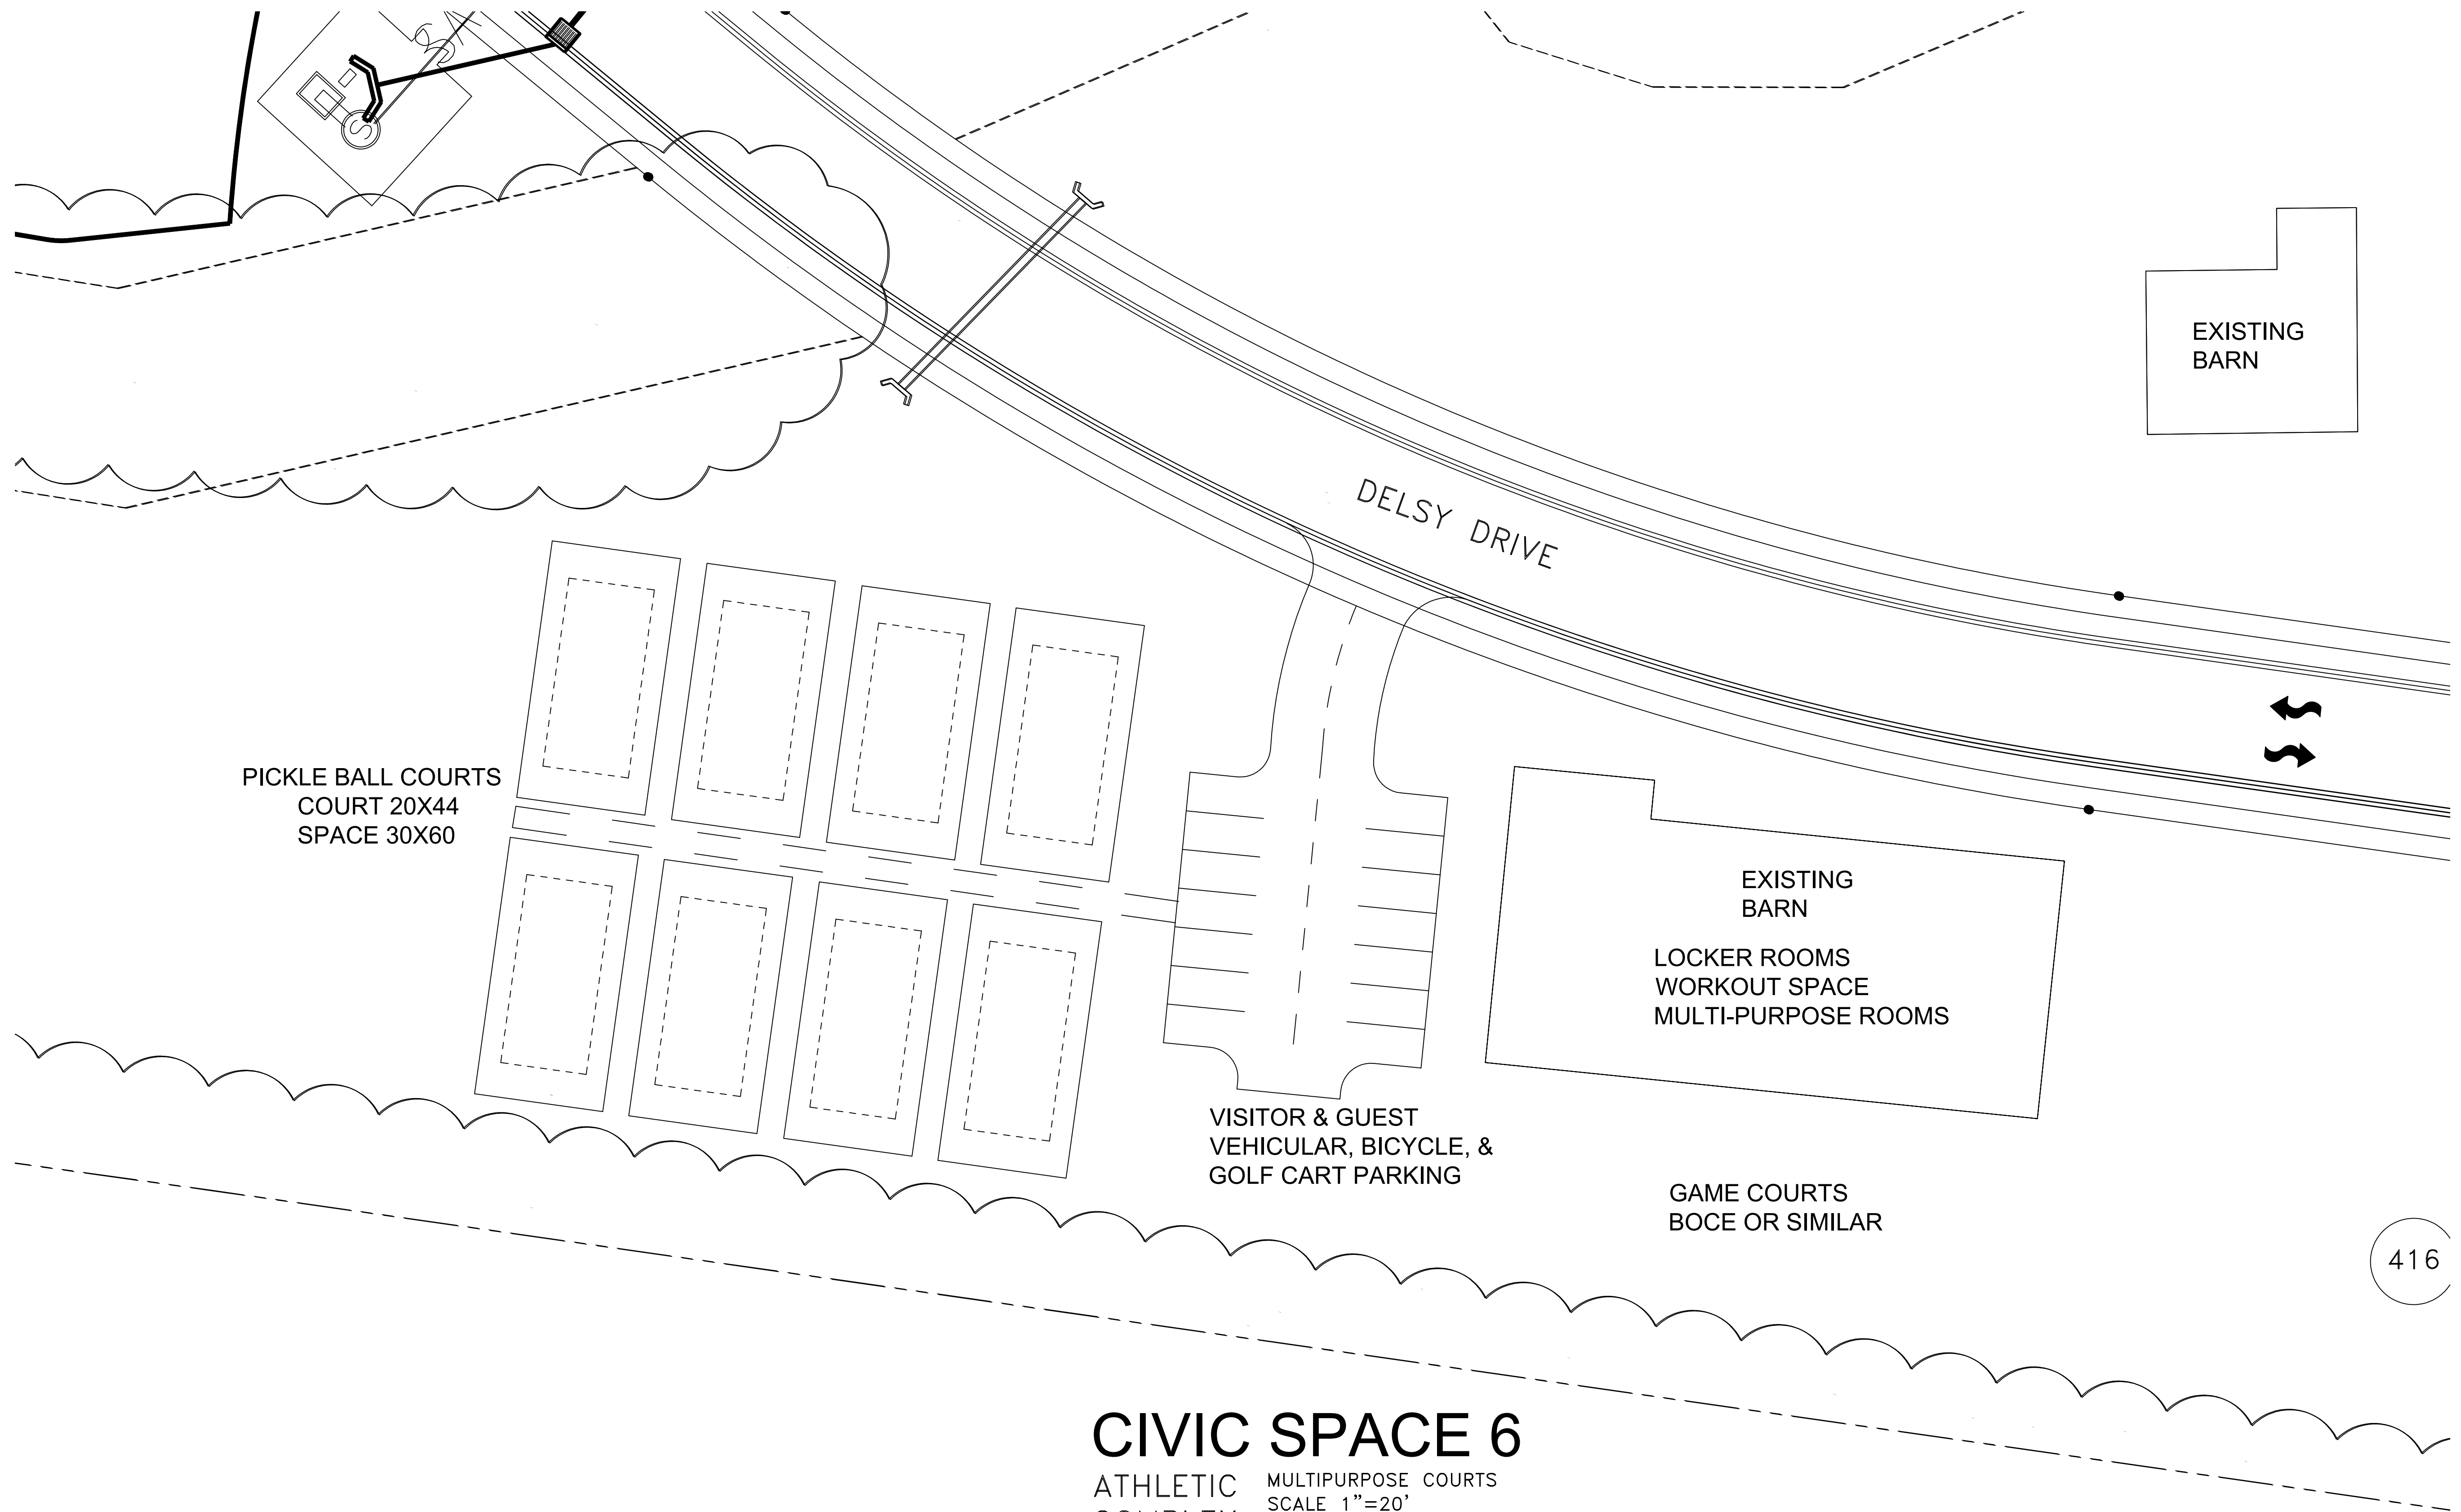 EXISTING
BARN
DELSY DRIVE
PICKLE BALL COURTS
COURT 20X44
SPACE 30X60
EXISTING
BARN
LOCKER ROOMS
WORKOUT SPACE
MULTI-PURPOSE ROOMS
VISITOR & GUEST
VEHICULAR, BICYCLE, &
GOLF CART PARKING
GAME COURTS
BOCE OR SIMILAR
416
CIVIC SPACE 6
ATHLETIC
MULTIPURPOSE COURTS
SCALE 1"=20'